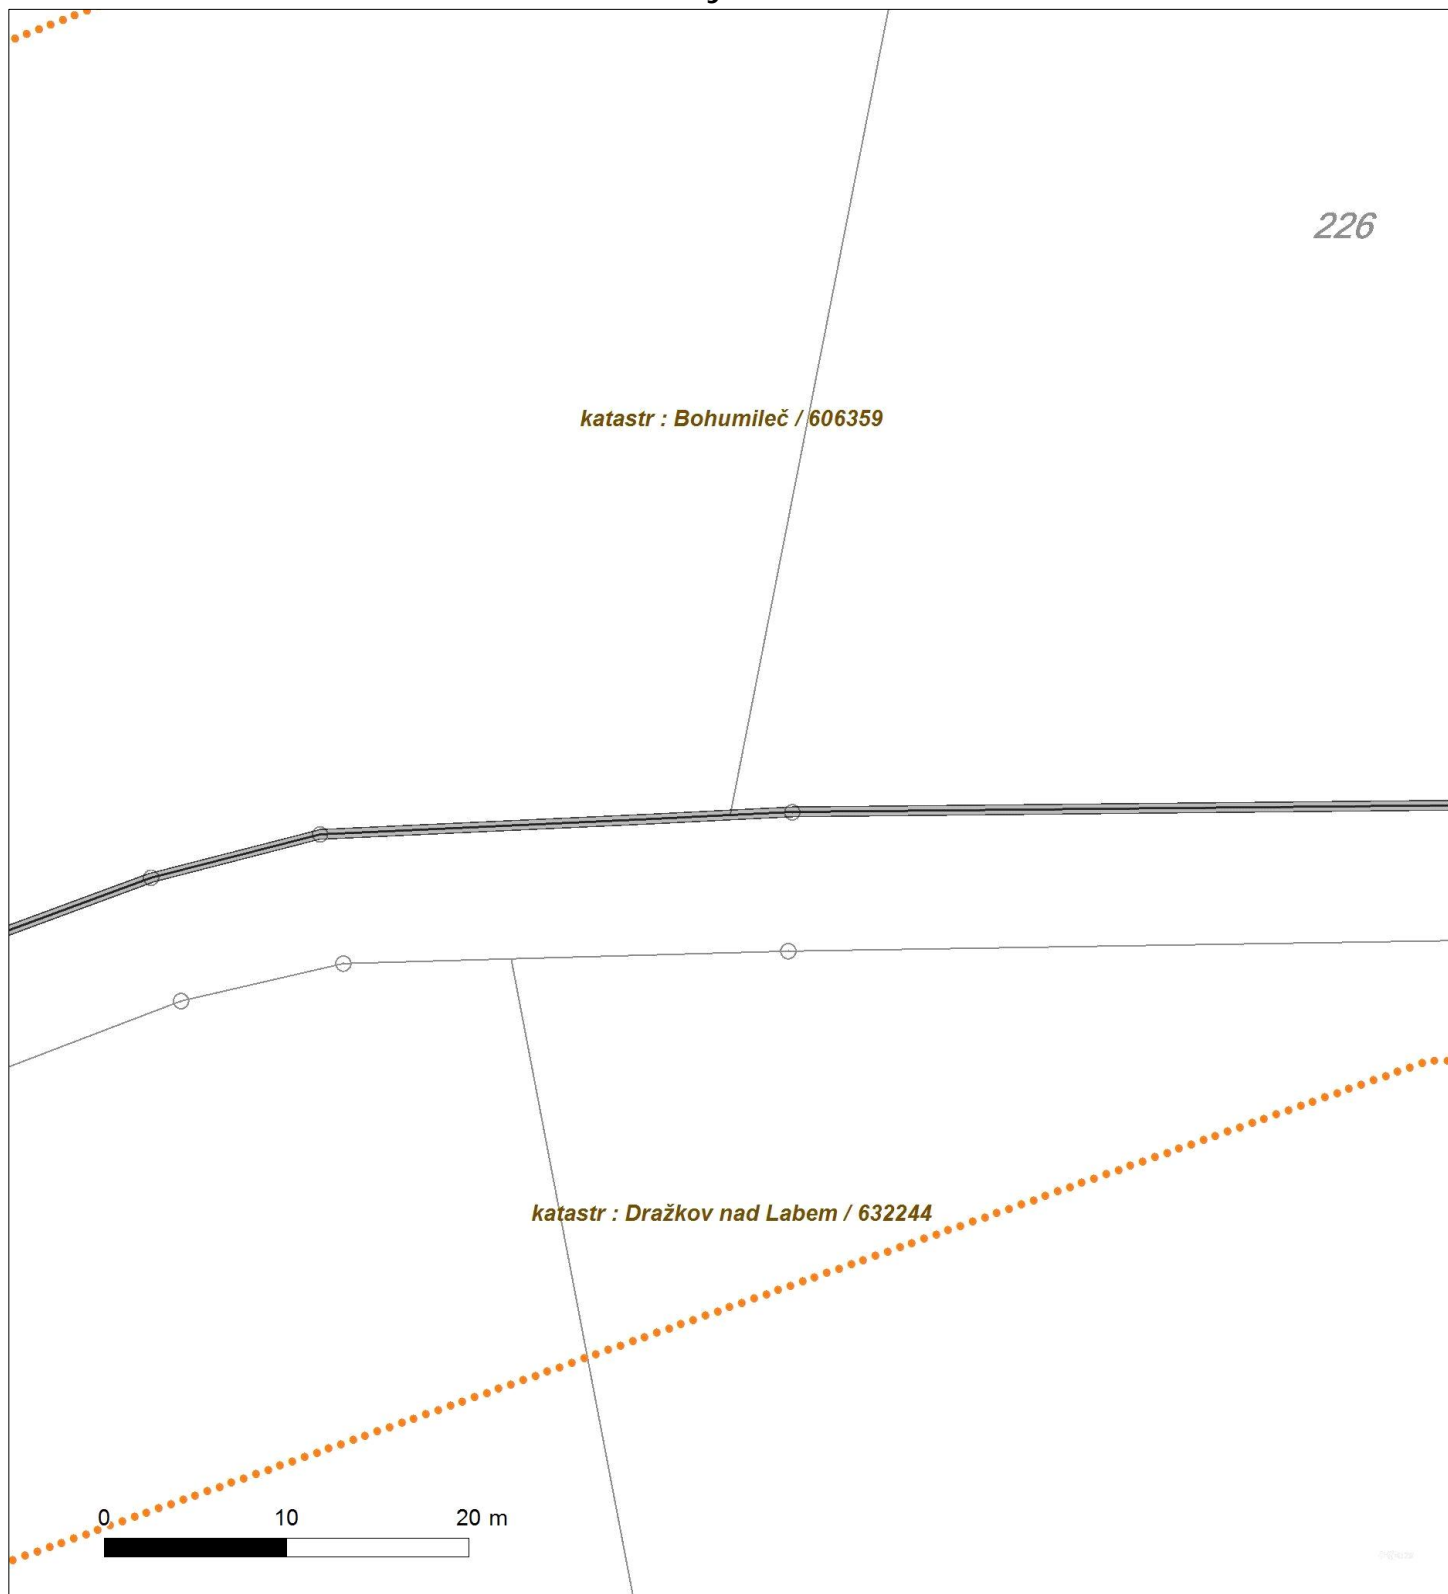 226
katastr : Bohumileč / 606359
katastr : Dražkov nad Labem / 632244
0 10 20 m